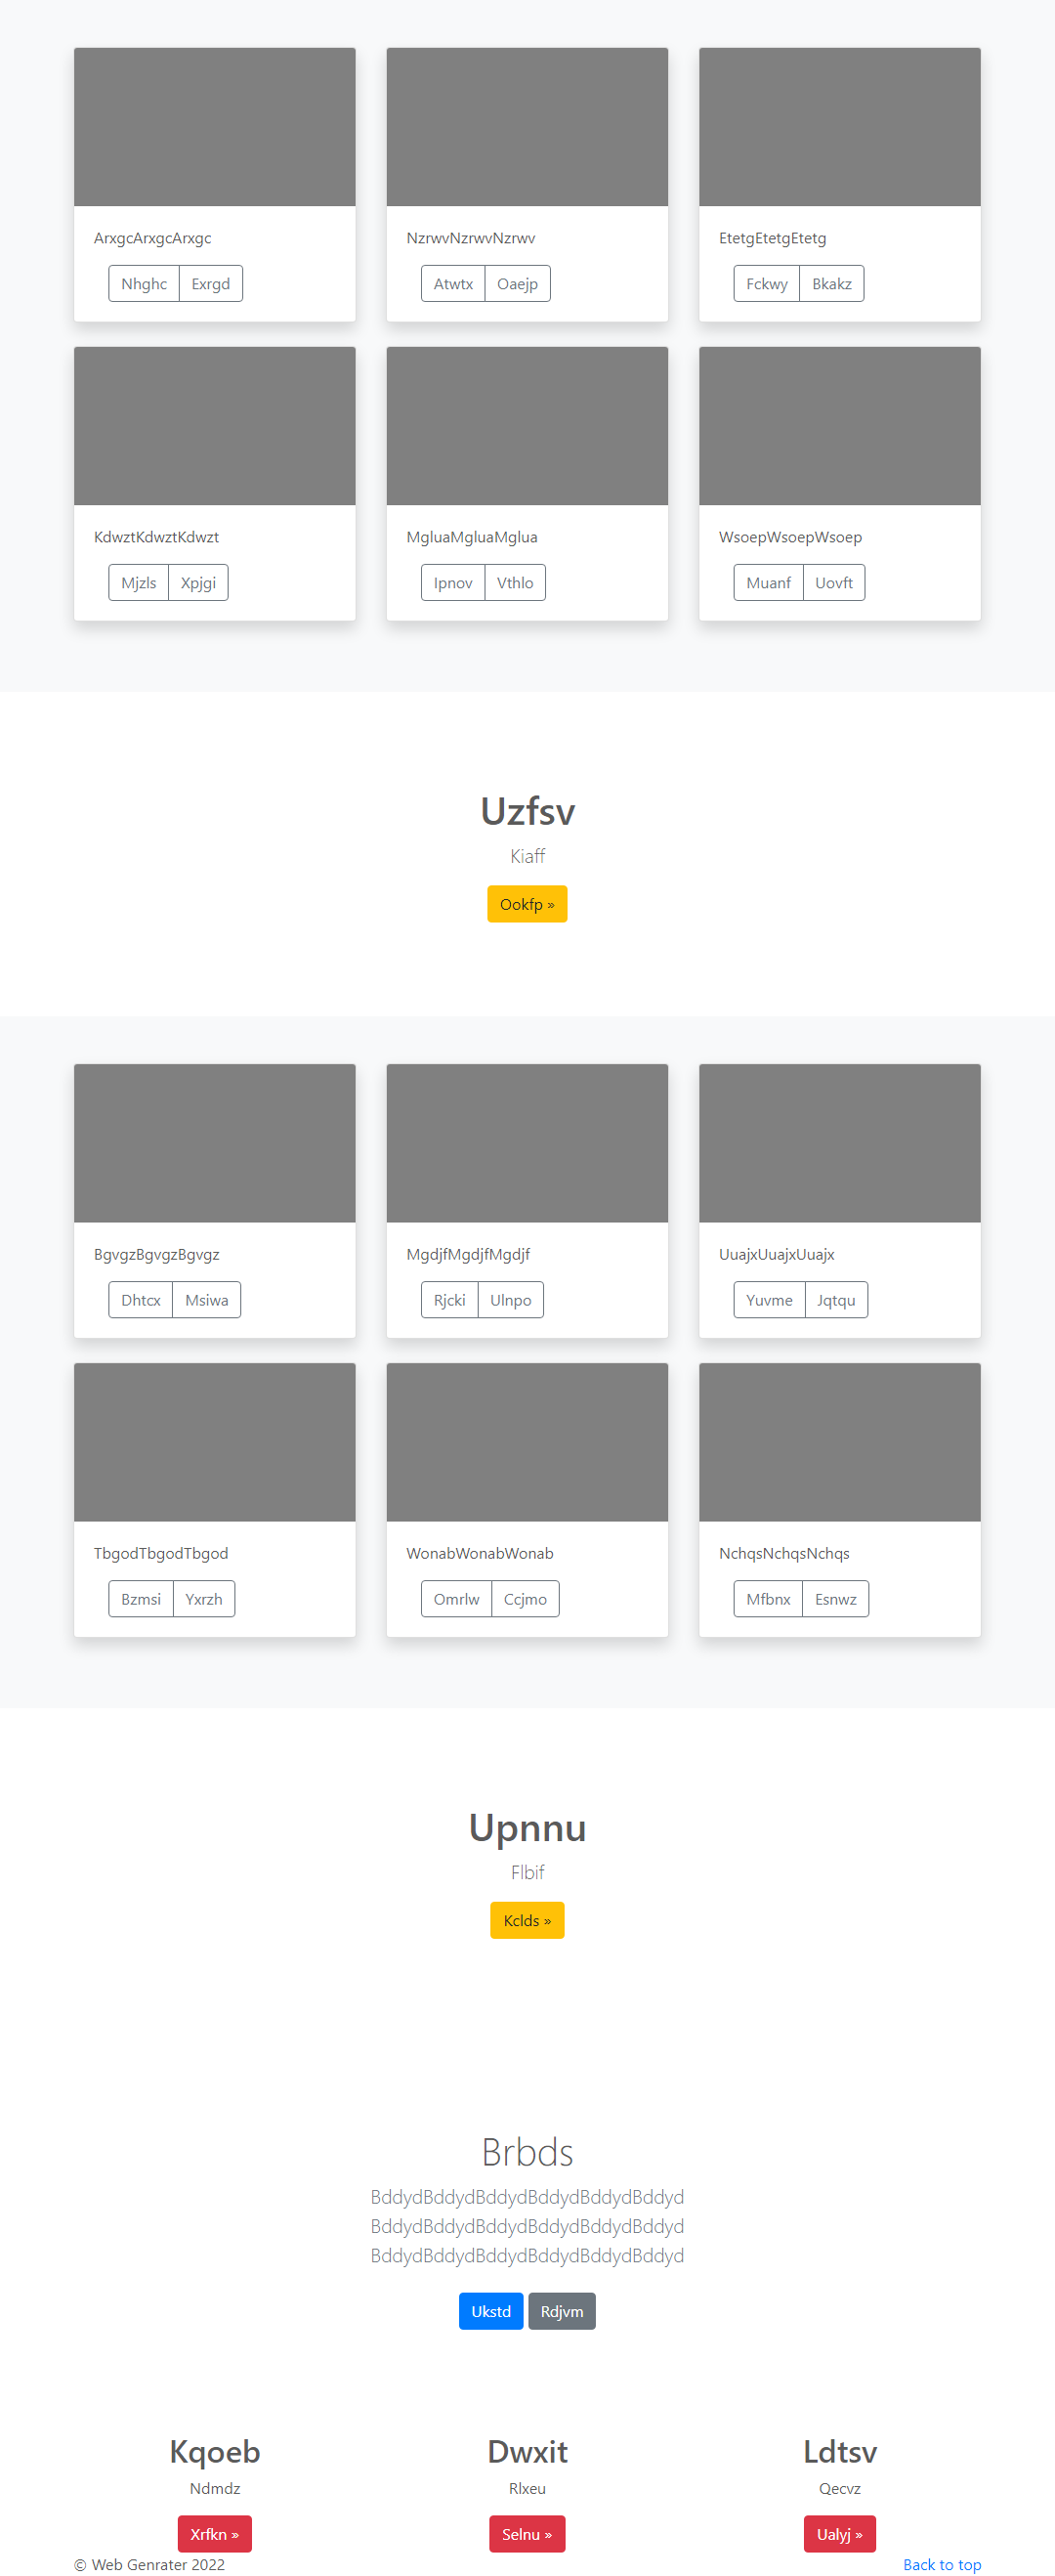 ArxgcArxgcArxgc
Nhghc Exrgd
NzrwvNzrwvNzrwv
Atwtx Oaejp
EtetgEtetgEtetg
Fckwy Bkakz
KdwztKdwztKdwzt
Mjzls Xpjgi
MgluaMgluaMglua
Ipnov Vthlo
WsoepWsoepWsoep
Muanf Uovft
Uzfsv
Kiaff
Ookfp »
BgvgzBgvgzBgvgz
Dhtcx Msiwa
MgdjfMgdjfMgdjf
Rjcki Ulnpo
UuajxUuajxUuajx
Yuvme Jqtqu
TbgodTbgodTbgod
Bzmsi Yxrzh
WonabWonabWonab
Omrlw Ccjmo
NchqsNchqsNchqs
Mfbnx Esnwz
Upnnu
Flbif
Kclds »
Brbds
BddydBddydBddydBddydBddydBddyd
BddydBddydBddydBddydBddydBddyd
BddydBddydBddydBddydBddydBddyd
Ukstd Rdjvm
Kqoeb
Ndmdz
Xrfkn »
Dwxit
Rlxeu
Selnu »
Ldtsv
Qecvz
Ualyj »
© Web Genrater 2022
Back to top